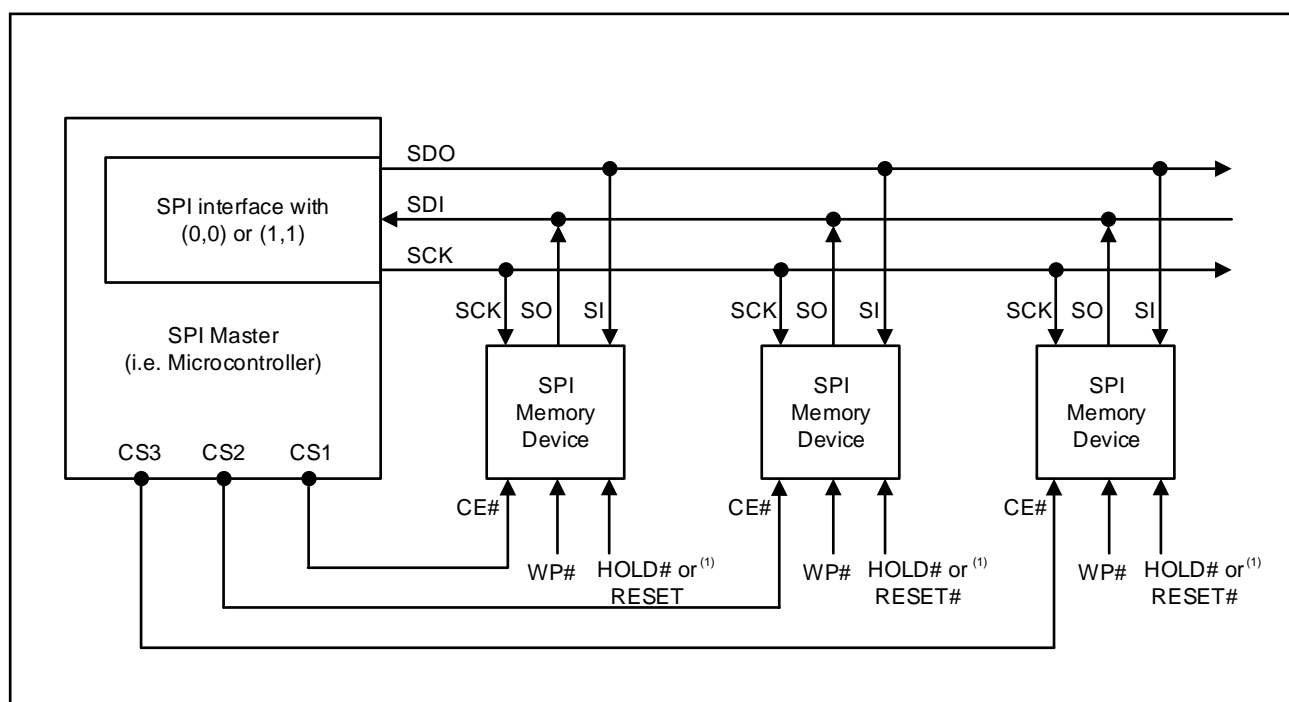 SDO
SPI interface with
(0,0) or (1,1)
SDI
SCK
SPI Master
(i.e. Microcontroller)
CS3 CS2 CS1
SCK SO SI
SPI
Memory
Device
CE#
WP#
HOLD# or (1)
RESET
SCK SO SI
SPI
Memory
Device
CE#
WP#
HOLD# or (1)
RESET#
SCK SO SI
SPI
Memory
Device
CE#
WP#
HOLD# or (1)
RESET#